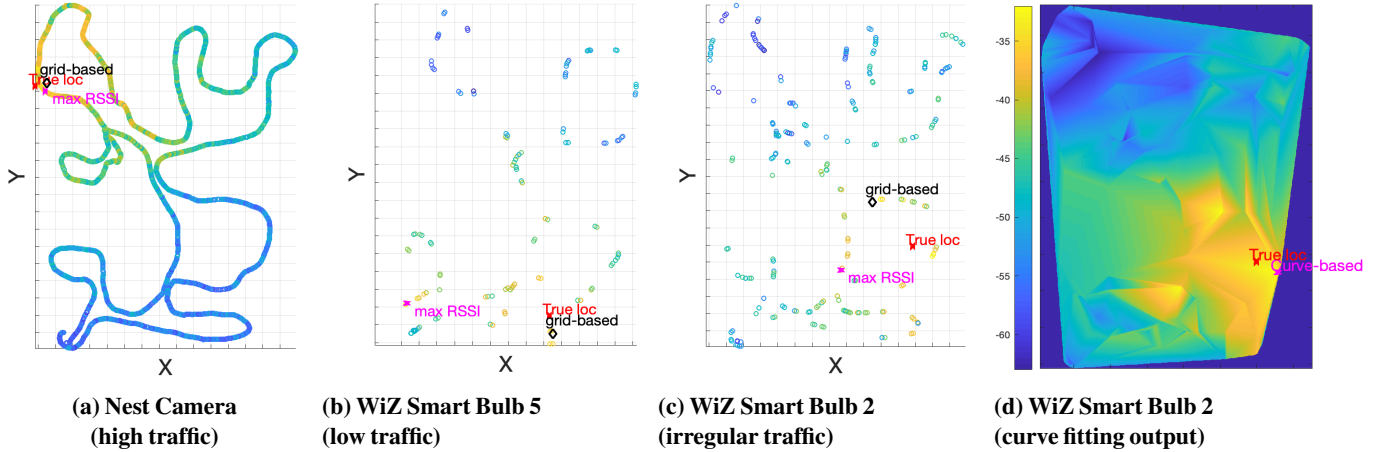 grid-based
True loc
max RSSI
Y
X
(a) Nest Camera
(high traffic)
Y
max RSSI
True loc
grid-based
X
(b) WiZ Smart Bulb 5
(low traffic)
Y
grid-based
True loc
max RSSI
X
(c) WiZ Smart Bulb 2
(irregular traffic)
-35
-40
-45
-50
-55
-60
True loc
Curve-based
(d) WiZ Smart Bulb 2
(curve fitting output)